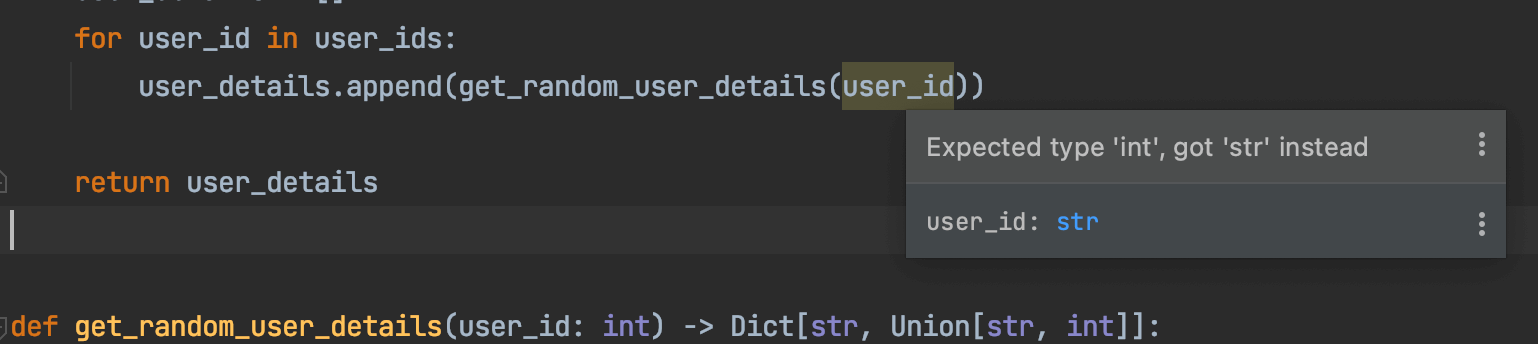 for user_id in user_ids:
user_details.append(get_random_user_details(user_id))
Expected type 'int', got 'str' instead
return user_details
user_id: str
def get_random_user_details(user_id: int) -> Dict[str, Union[str, int]]: